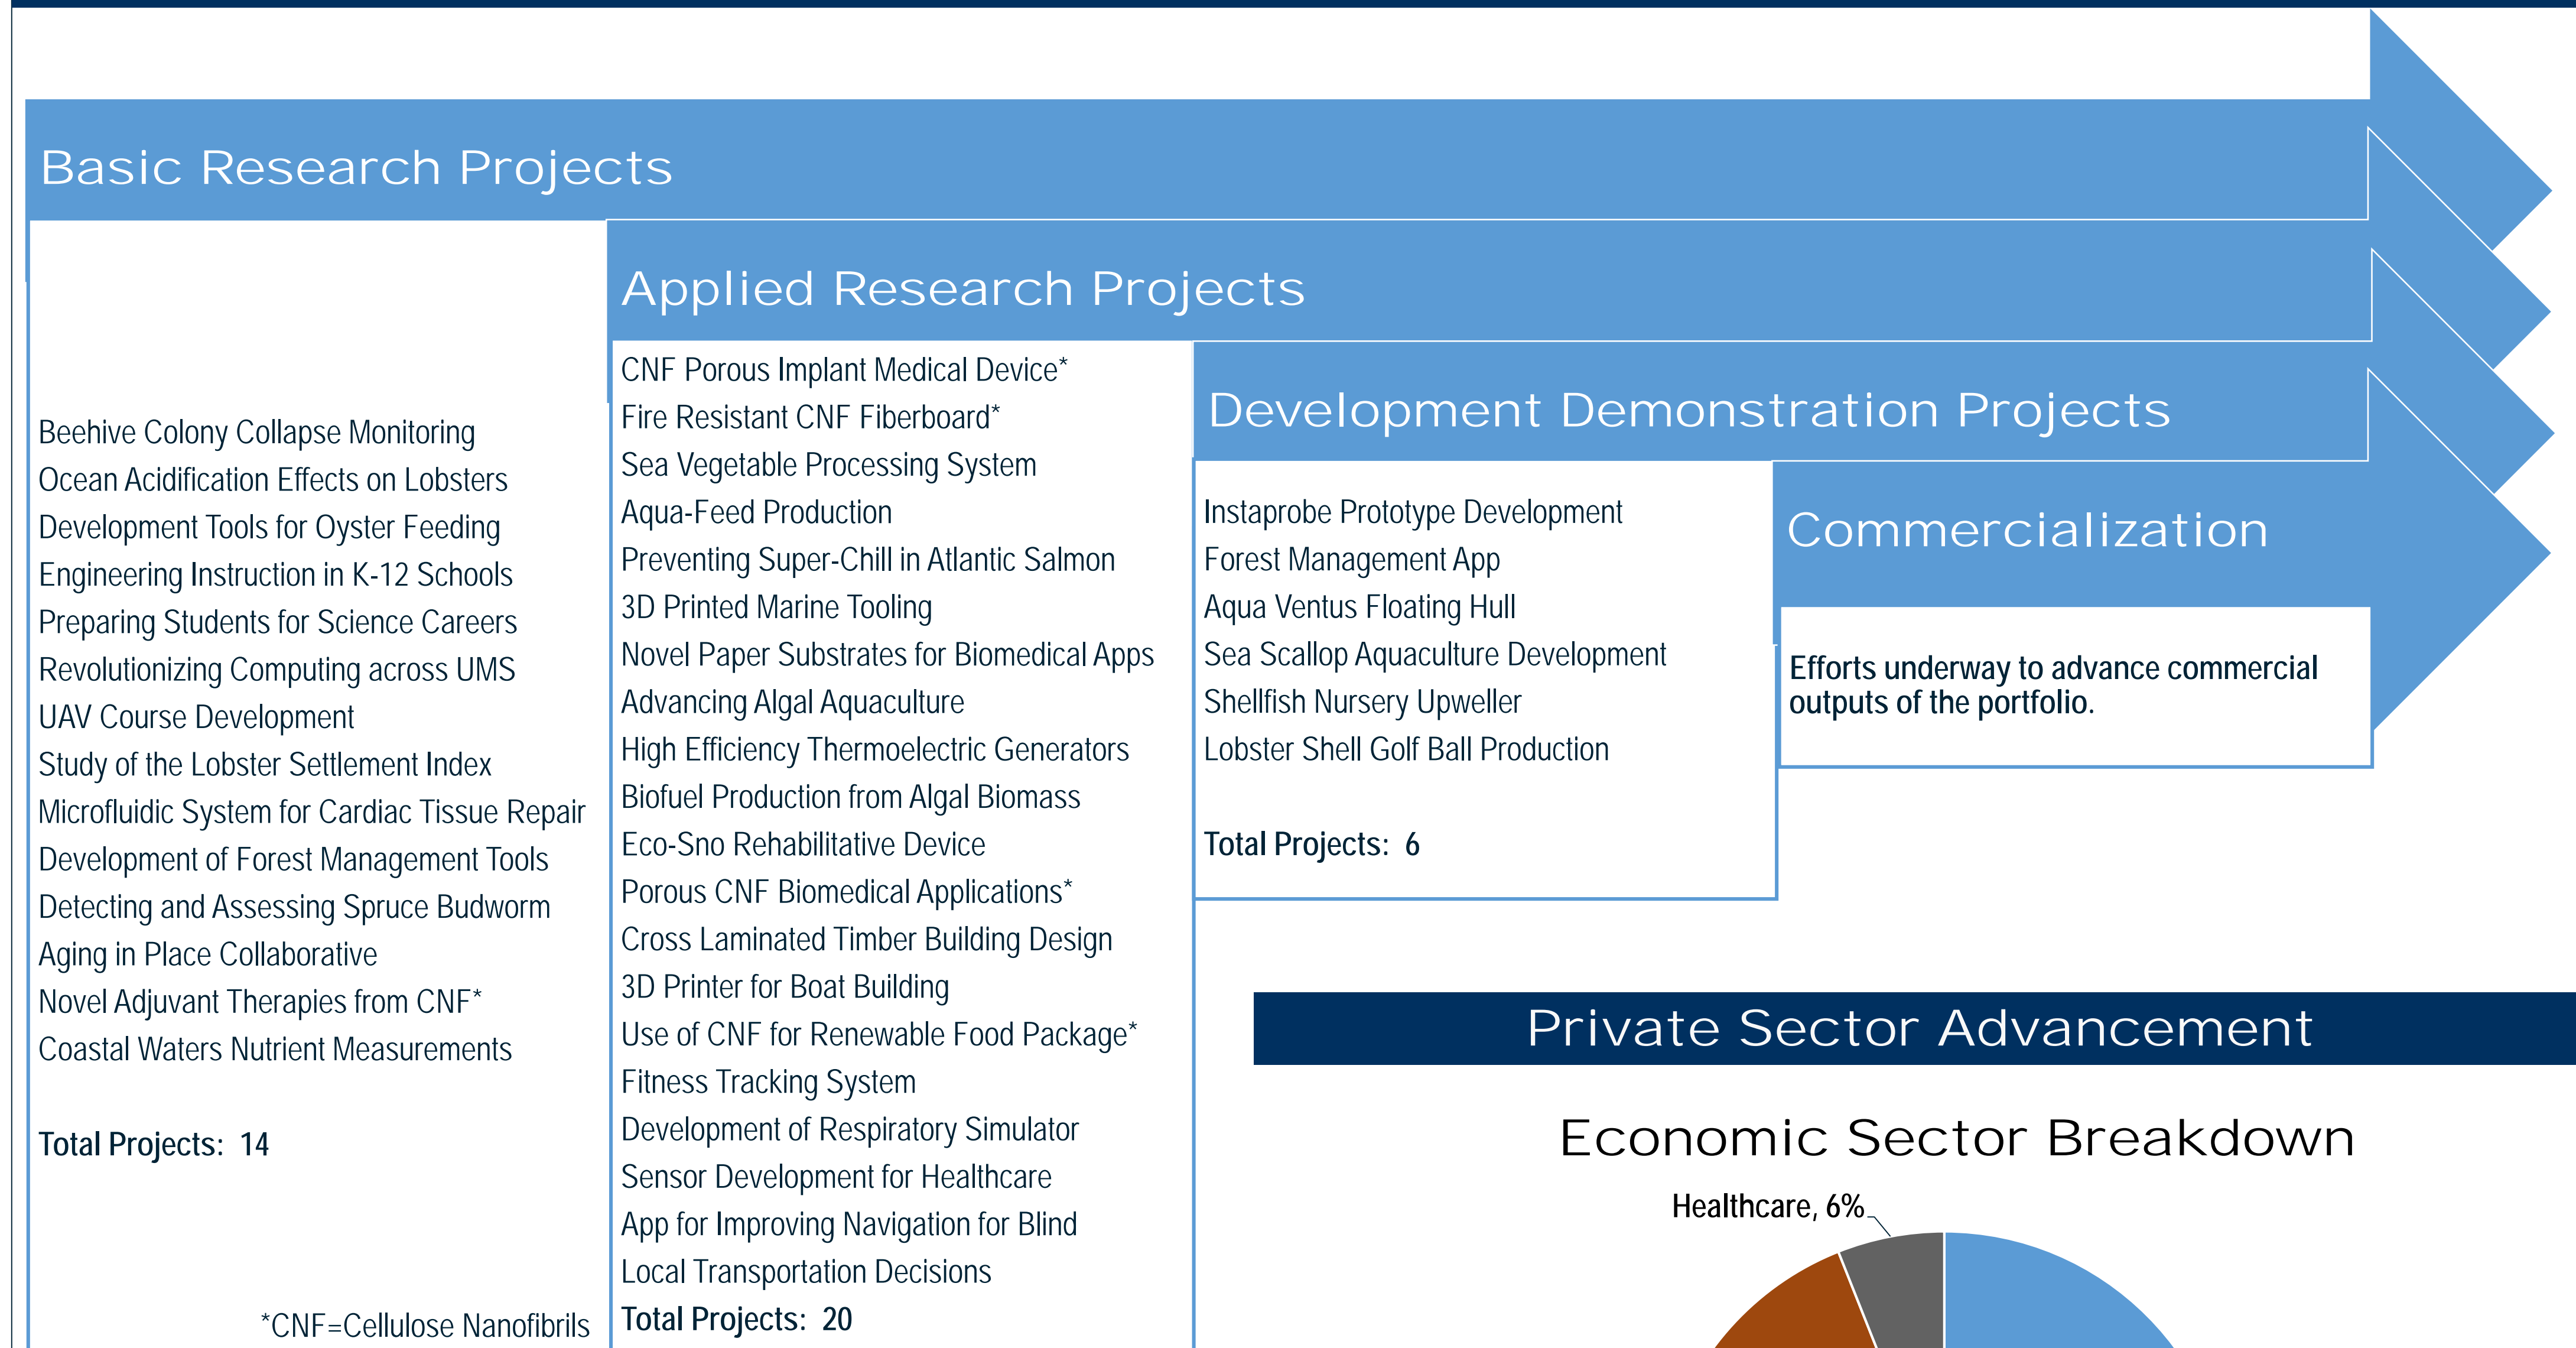 Basic Research Projects
Beehive Colony Collapse Monitoring
Ocean Acidification Effects on Lobsters
Development Tools for Oyster Feeding
Engineering Instruction in K-12 Schools
Preparing Students for Science Careers
Revolutionizing Computing across UMS
UAV Course Development
Study of the Lobster Settlement Index
Microfluidic System for Cardiac Tissue Repair
Development of Forest Management Tools
Detecting and Assessing Spruce Budworm
Aging in Place Collaborative
Novel Adjuvant Therapies from CNF*
Coastal Waters Nutrient Measurements
Total Projects: 14
*CNF=Cellulose Nanofibrils
Applied Research Projects
CNF Porous Implant Medical Device*
Fire Resistant CNF Fiberboard*
Sea Vegetable Processing System
Aqua-Feed Production
Preventing Super-Chill in Atlantic Salmon
3D Printed Marine Tooling
Novel Paper Substrates for Biomedical Apps
Advancing Algal Aquaculture
High Efficiency Thermoelectric Generators
Biofuel Production from Algal Biomass
Eco-Sno Rehabilitative Device
Porous CNF Biomedical Applications*
Cross Laminated Timber Building Design
3D Printer for Boat Building
Use of CNF for Renewable Food Package*
Fitness Tracking System
Development of Respiratory Simulator
Sensor Development for Healthcare
App for Improving Navigation for Blind
Local Transportation Decisions
Total Projects: 20
Development Demonstration Projects
Instaprobe Prototype Development
Forest Management App
Aqua Ventus Floating Hull
Sea Scallop Aquaculture Development
Shellfish Nursery Upweller
Lobster Shell Golf Ball Production
Total Projects: 6
Commercialization
Efforts underway to advance commercial
outputs of the portfolio.
Private Sector Advancement
Economic Sector Breakdown
Healthcare, 6%